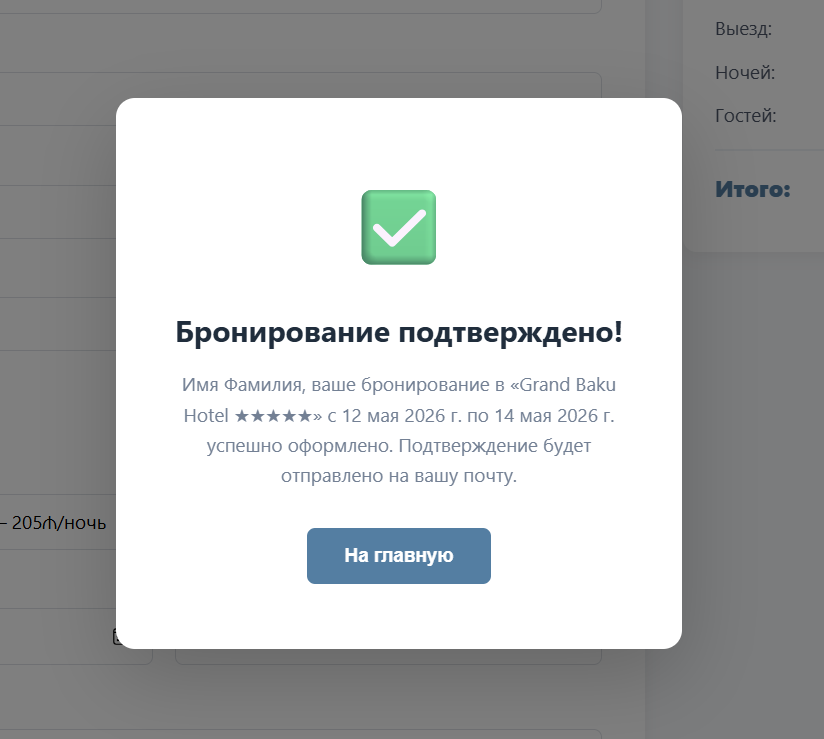 Выезд:
Ночей:
Гостей:
Итого:
Бронирование подтверждено!
Имя Фамилия, ваше бронирование в «Grand Baku
Hotel ★★★★★» с 12 мая 2026 г. по 14 мая 2026 г.
успешно оформлено. Подтверждение будет
отправлено на вашу почту.
– 205₼/ночь
На главную